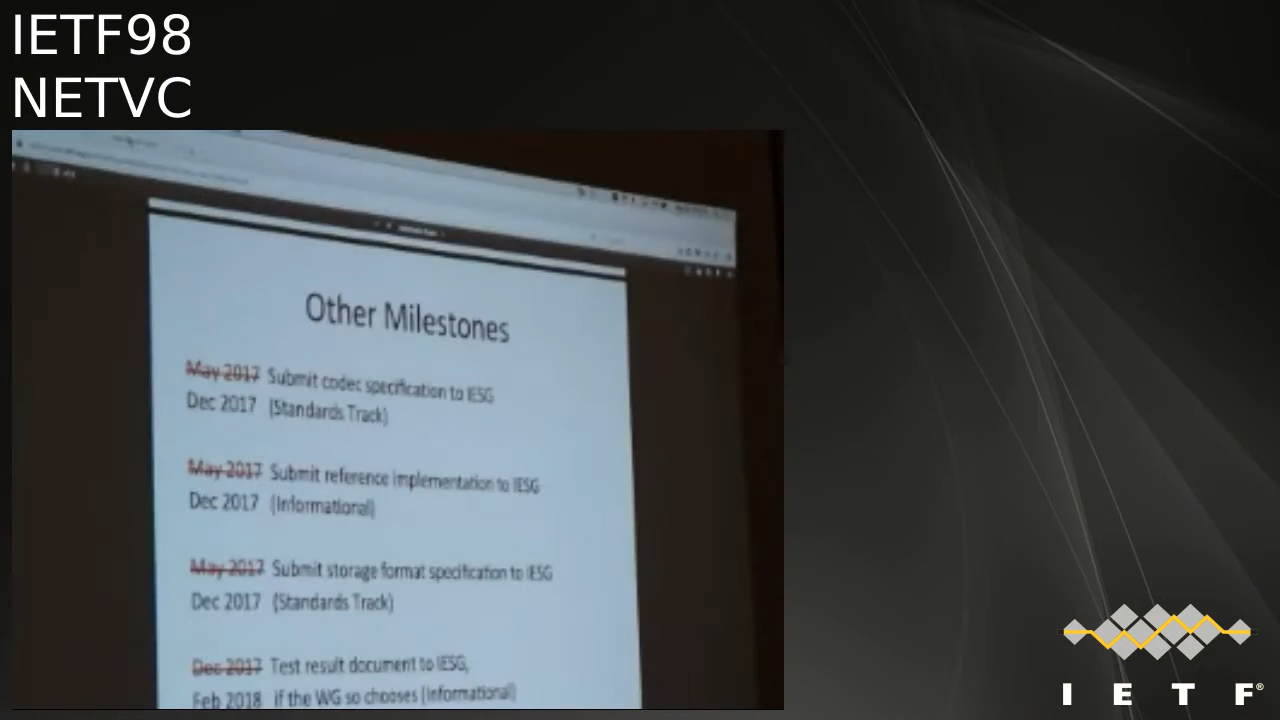 IETF98
NETVC
Other Milestones
May 2017 Submit codec specification to IESG
Dec 2017 (Standards Track)
May 2017 Submit reference implementation to IESG
Dec 2017 (Informational)
May 2017 Submit storage format specification to IESG
Dec 2017 (Standards Track)
Dec 2017 Test result document to IESG,
Feb 2018 if the WG so chooses (Informational)
I E T F®